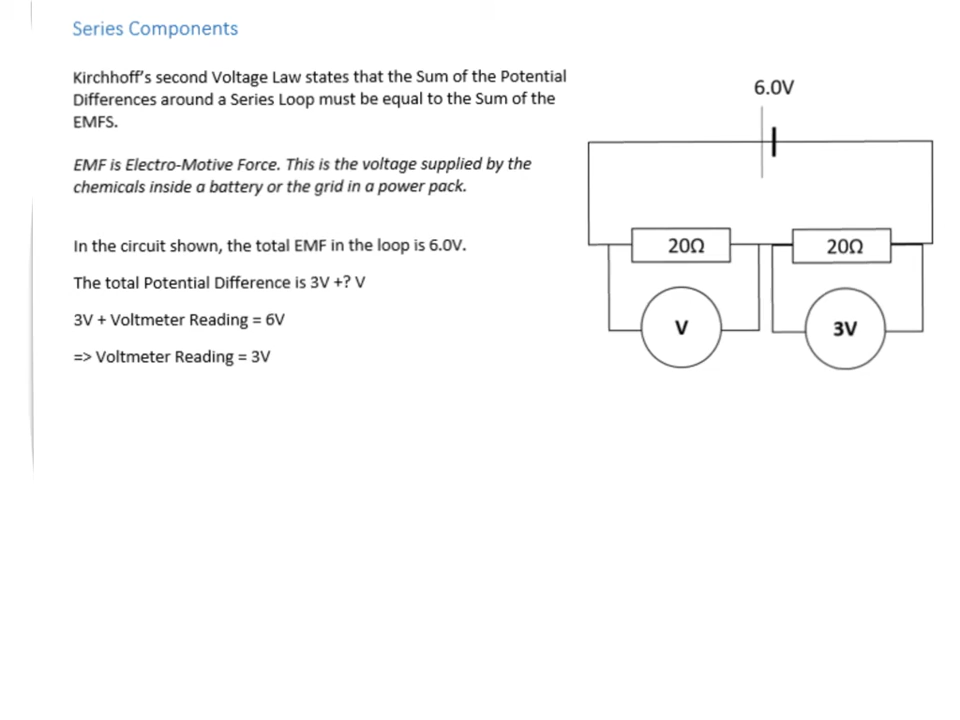 Series Components
Kirchhoff's second Voltage Law states that the Sum of the Potential
Differences around a Series Loop must be equal to the Sum of the
EMFS.
EMF is Electro-Motive Force. This is the voltage supplied by the
chemicals inside a battery or the grid in a power pack.
In the circuit shown, the total EMF in the loop is 6.0V.
The total Potential Difference is 3V +? V
3V + Voltmeter Reading = 6V
=> Voltmeter Reading = 3V
6.0V
20Ω
20Ω
V
3V